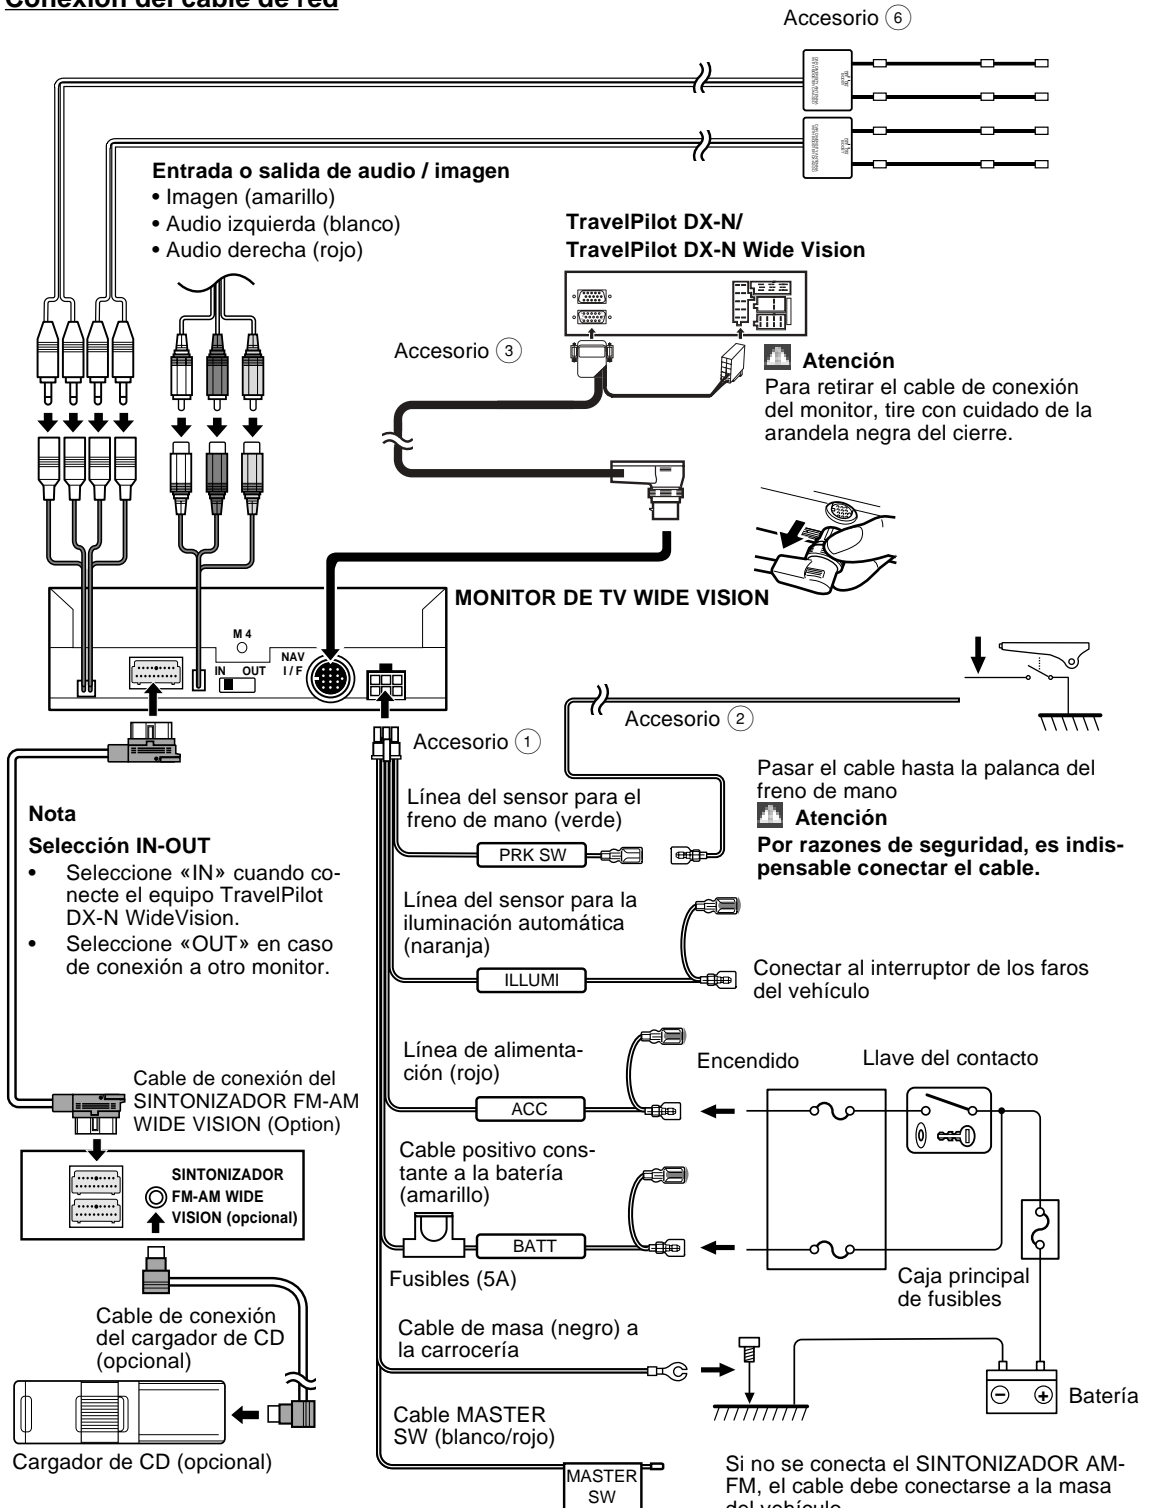 Conexión del cable de red
Accesorio 6
Entrada o salida de audio / imagen
• Imagen (amarillo)
• Audio izquierda (blanco)
• Audio derecha (rojo)
TravelPilot DX-N/
TravelPilot DX-N Wide Vision
Accesorio 3
Atención
Para retirar el cable de conexión
del monitor, tire con cuidado de la
arandela negra del cierre.
MONITOR DE TV WIDE VISION
M 4
IN OUT
NAV
I / F
Accesorio 1
Accesorio 2
Pasar el cable hasta la palanca del
freno de mano
Atención
Por razones de seguridad, es indis-
pensable conectar el cable.
Nota
Selección IN-OUT
• Seleccione «IN» cuando co-
necte el equipo TravelPilot
DX-N WideVision.
• Seleccione «OUT» en caso
de conexión a otro monitor.
Línea del sensor para el
freno de mano (verde)
PRK SW
Línea del sensor para la
iluminación automática
(naranja)
ILLUMI
Conectar al interruptor de los faros
del vehículo
Línea de alimenta-
ción (rojo)
ACC
Encendido
Llave del contacto
Cable positivo cons-
tante a la batería
(amarillo)
BATT
Fusibles (5A)
Caja principal
de fusibles
Cable de conexión del
SINTONIZADOR FM-AM
WIDE VISION (Option)
SINTONIZADOR
FM-AM WIDE
VISION (opcional)
Cable de conexión
del cargador de CD
(opcional)
Cargador de CD (opcional)
Cable de masa (negro) a
la carrocería
Batería
Cable MASTER
SW (blanco/rojo)
MASTER
SW
Si no se conecta el SINTONIZADOR AM-
FM, el cable debe conectarse a la masa
del vehículo